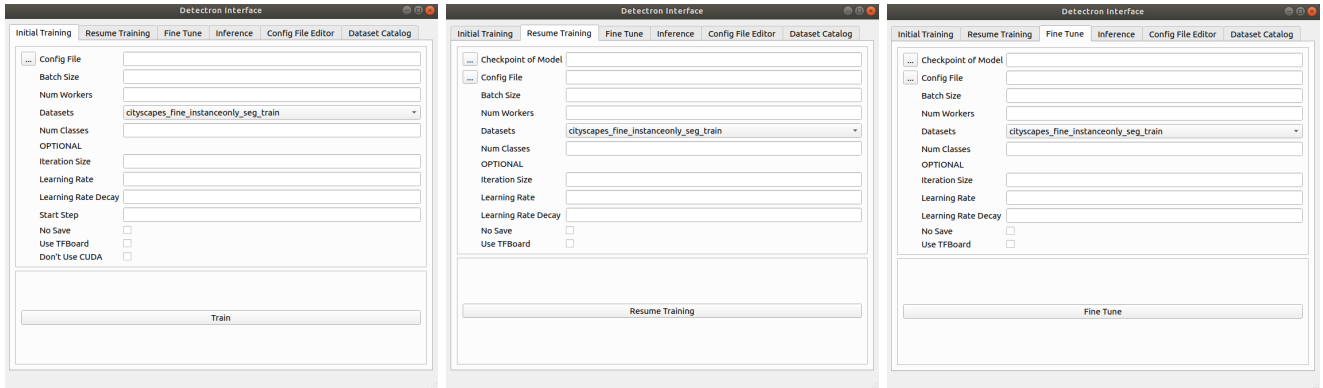 Detectron Interface
Initial Training Resume Training Fine Tune Inference Config File Editor Dataset Catalog
... Config File
Batch Size
Num Workers
Datasets cityscapes_fine_instanceonly_seg_train
Num Classes
OPTIONAL
Iteration Size
Learning Rate
Learning Rate Decay
Start Step
No Save
Use TFBoard
Don't Use CUDA
Train
Detectron Interface
Initial Training Resume Training Fine Tune Inference Config File Editor Dataset Catalog
... Checkpoint of Model
... Config File
Batch Size
Num Workers
Datasets cityscapes_fine_instanceonly_seg_train
Num Classes
OPTIONAL
Iteration Size
Learning Rate
Learning Rate Decay
No Save
Use TFBoard
Resume Training
Detectron Interface
Initial Training Resume Training Fine Tune Inference Config File Editor Dataset Catalog
... Checkpoint of Model
... Config File
Batch Size
Num Workers
Datasets cityscapes_fine_instanceonly_seg_train
Num Classes
OPTIONAL
Iteration Size
Learning Rate
Learning Rate Decay
No Save
Use TFBoard
Fine Tune